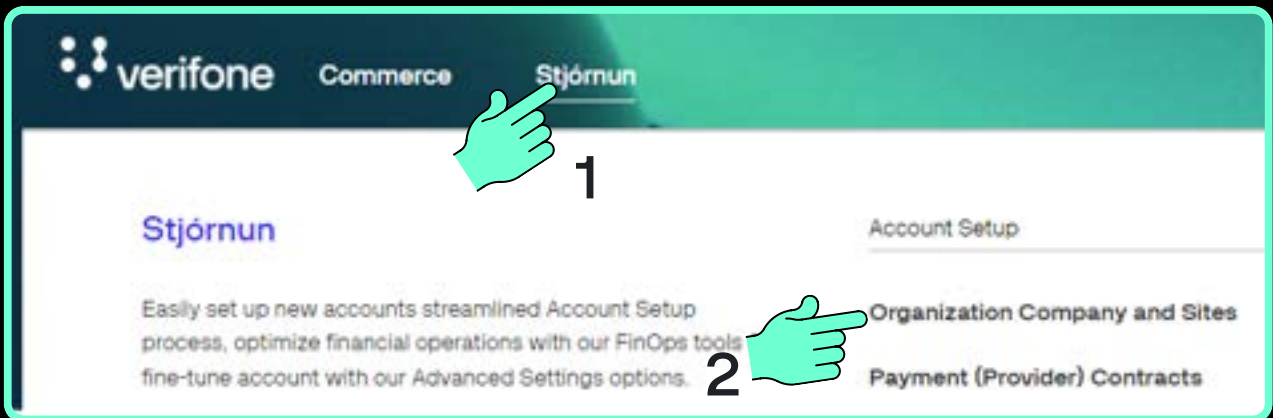 verifone Commerce Stjórnun
1
Stjórnun
Account Setup
Easily set up new accounts streamlined Account Setup
process, optimize financial operations with our FinOps tools
fine-tune account with our Advanced Settings options.
2
Organization Company and Sites
Payment (Provider) Contracts